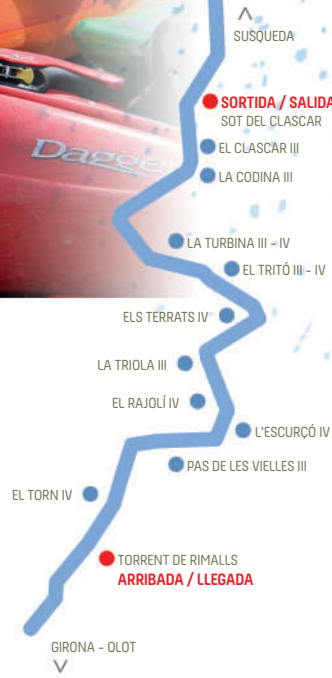 SUSQUEDA
Dagger
SORTIDA / SALIDA
SOT DEL CLASCAR
EL CLASCAR III
LA CODINA III
LA TURBINA III - IV
EL TRITÓ III - IV
ELS TERRATS IV
LA TRIOLA III
EL RAJOLÍ IV
L'ESCURÇÓ IV
PAS DE LES VIELLES III
EL TORN IV
TORRENT DE RIMALLS
ARRIBADA / LLEGADA
GIRONA - OLOT